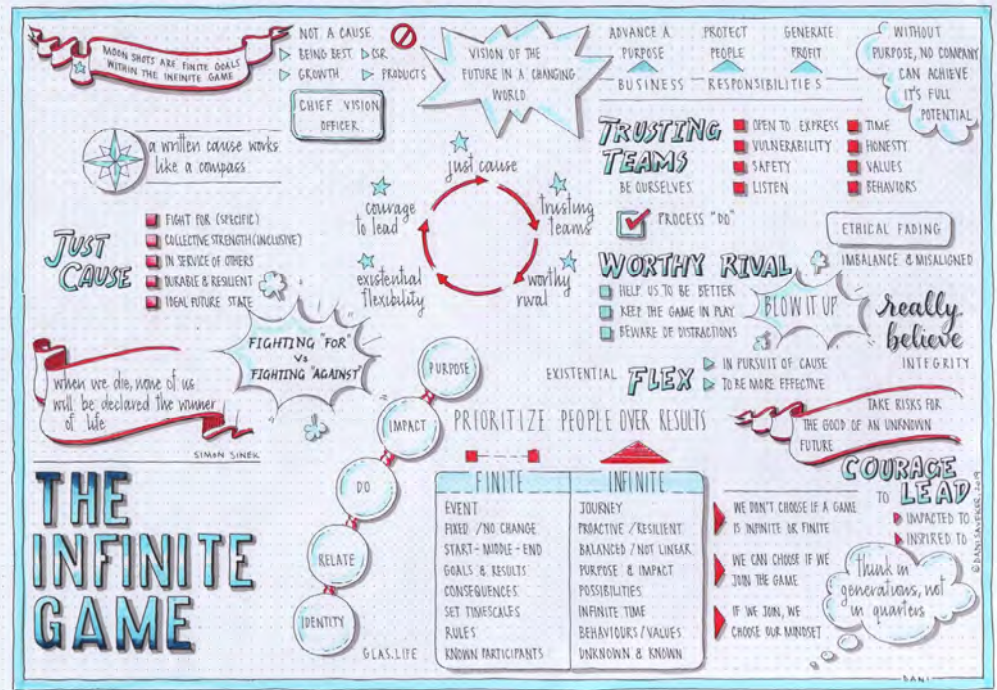 MOON SHOTS ARE FINITE GOALS
WITHIN THE INFINITE GAME
NOT A CAUSE
BEING BEST
CSR
GROWTH
PRODUCTS
CHIEF VISION
OFFICER
VISION OF THE
FUTURE IN A CHANGING
WORLD
ADVANCE A
PURPOSE
PROTECT
PEOPLE
GENERATE
PROFIT
BUSINESS RESPONSIBILITIES
WITHOUT
PURPOSE, NO COMPANY
CAN ACHIEVE
IT'S FULL
POTENTIAL
a written cause works
like a compass
just cause
trusting
teams
worthy
rival
existential
flexibility
courage
to lead
TRUSTING
TEAMS
BE OURSELVES
OPEN TO EXPRESS
VULNERABILITY
SAFETY
LISTEN
TIME
HONESTY
VALUES
BEHAVIORS
PROCESS "DO"
ETHICAL FADING
IMBALANCE & MISALIGNED
JUST
CAUSE
FIGHT FOR (SPECIFIC)
COLLECTIVE STRENGTH (INCLUSIVE)
IN SERVICE OF OTHERS
DURABLE & RESILIENT
IDEAL FUTURE STATE
WORTHY RIVAL
HELP US TO BE BETTER
KEEP THE GAME IN PLAY
BEWARE OF DISTRACTIONS
BLOW IT UP
really
believe
INTEGRITY
FIGHTING "FOR"
Vs
FIGHTING "AGAINST"
EXISTENTIAL FLEX
IN PURSUIT OF CAUSE
TO BE MORE EFFECTIVE
when we die, none of us
will be declared the winner
of life
SIMON SINEK
PURPOSE
IMPACT
DO
RELATE
IDENTITY
GLAS.LIFE
PRIORITIZE PEOPLE OVER RESULTS
TAKE RISKS FOR
THE GOOD OF AN UNKNOWN
FUTURE
COURAGE
TO LEAD
IMPACTED TO
INSPIRED TO
THE
INFINITE
GAME
FINITE
EVENT
FIXED / NO CHANGE
START - MIDDLE - END
GOALS & RESULTS
CONSEQUENCES
SET TIMESCALES
RULES
KNOWN PARTICIPANTS
INFINITE
JOURNEY
PROACTIVE / RESILIENT
BALANCED / NOT LINEAR
PURPOSE & IMPACT
POSSIBILITIES
INFINITE TIME
BEHAVIOURS / VALUES
UNKNOWN & KNOWN
WE DON'T CHOOSE IF A GAME
IS INFINITE OR FINITE
WE CAN CHOOSE IF WE
JOIN THE GAME
IF WE JOIN, WE
CHOOSE OUR MINDSET
think in
generations, not
in quarters
© DANI SAVEKER, 2019
DANI